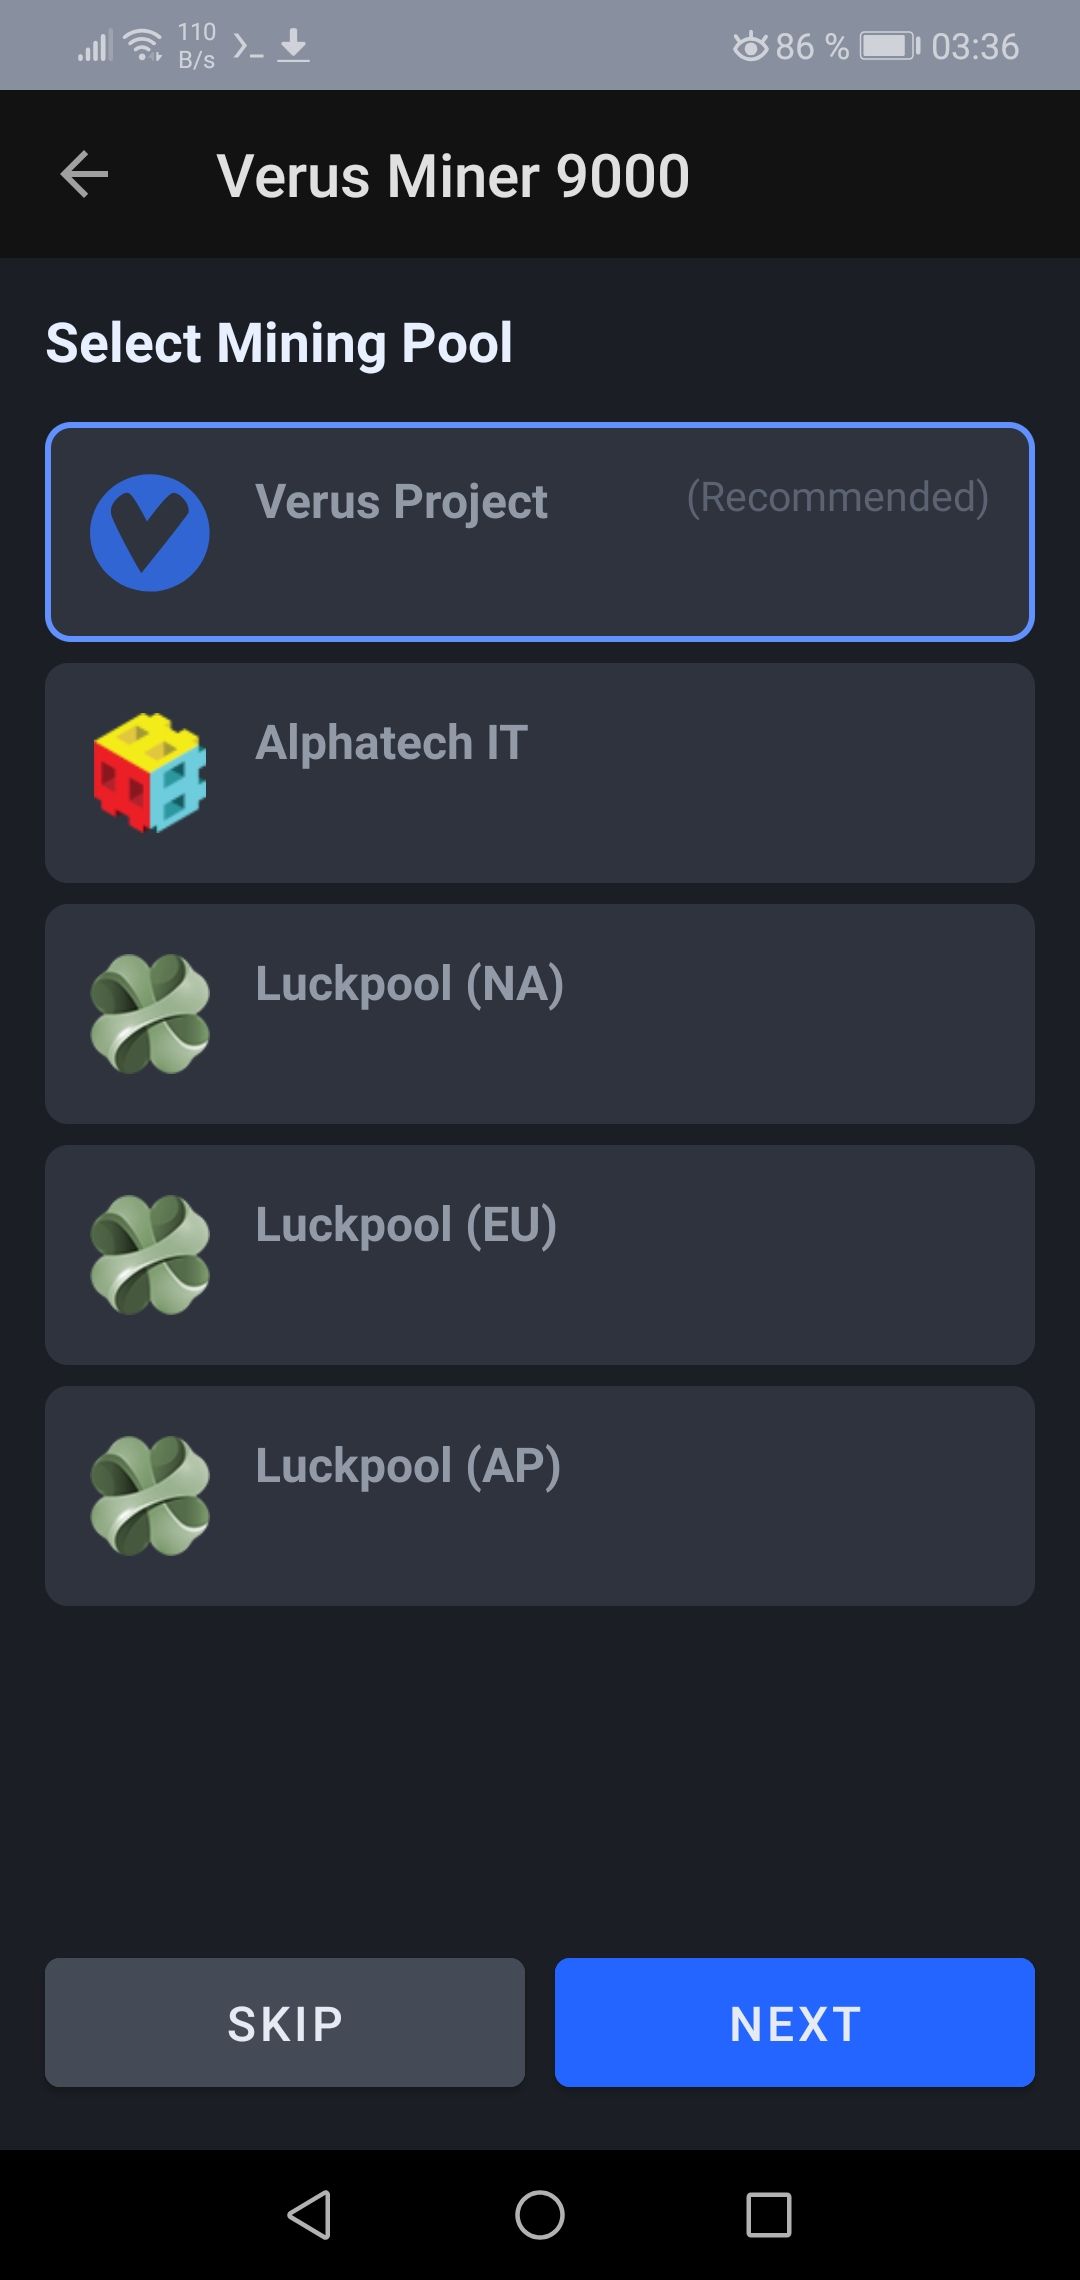 110
B/s
86 %
03:36
Verus Miner 9000
Select Mining Pool
Verus Project
(Recommended)
Alphatech IT
Luckpool (NA)
Luckpool (EU)
Luckpool (AP)
SKIP
NEXT